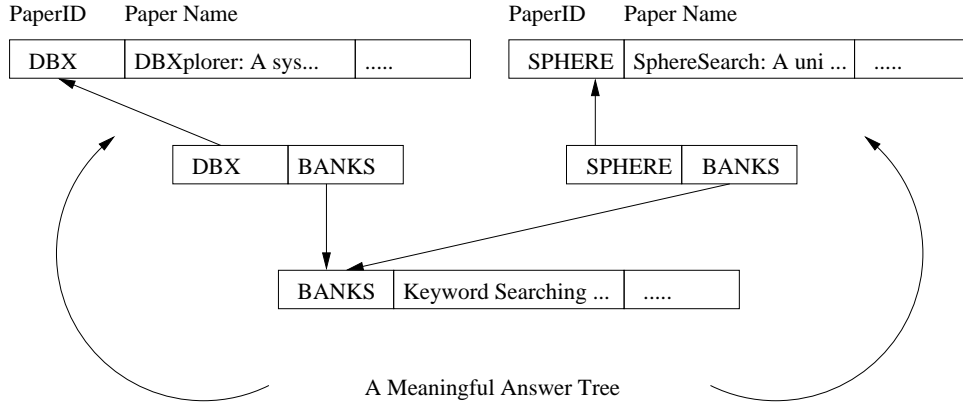 PaperID Paper Name PaperID Paper Name
DBX DBXplorer: A sys... ..... SPHERE SphereSearch: A uni ... .....
DBX BANKS SPHERE BANKS
BANKS Keyword Searching ... .....
A Meaningful Answer Tree